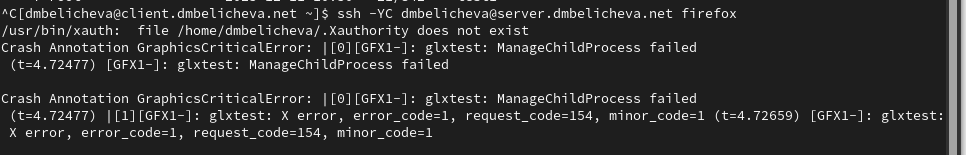 ^C[dmbelicheva@client.dmbelicheva.net ~]$ ssh -YC dmbelicheva@server.dmbelicheva.net firefox
/usr/bin/xauth:  file /home/dmbelicheva/.Xauthority does not exist
Crash Annotation GraphicsCriticalError: |[0][GFX1-]: glxtest: ManageChildProcess failed
 (t=4.72477) [GFX1-]: glxtest: ManageChildProcess failed
Crash Annotation GraphicsCriticalError: |[0][GFX1-]: glxtest: ManageChildProcess failed
 (t=4.72477) |[1][GFX1-]: glxtest: X error, error_code=1, request_code=154, minor_code=1 (t=4.72659) [GFX1-]: glxtest:
 X error, error_code=1, request_code=154, minor_code=1